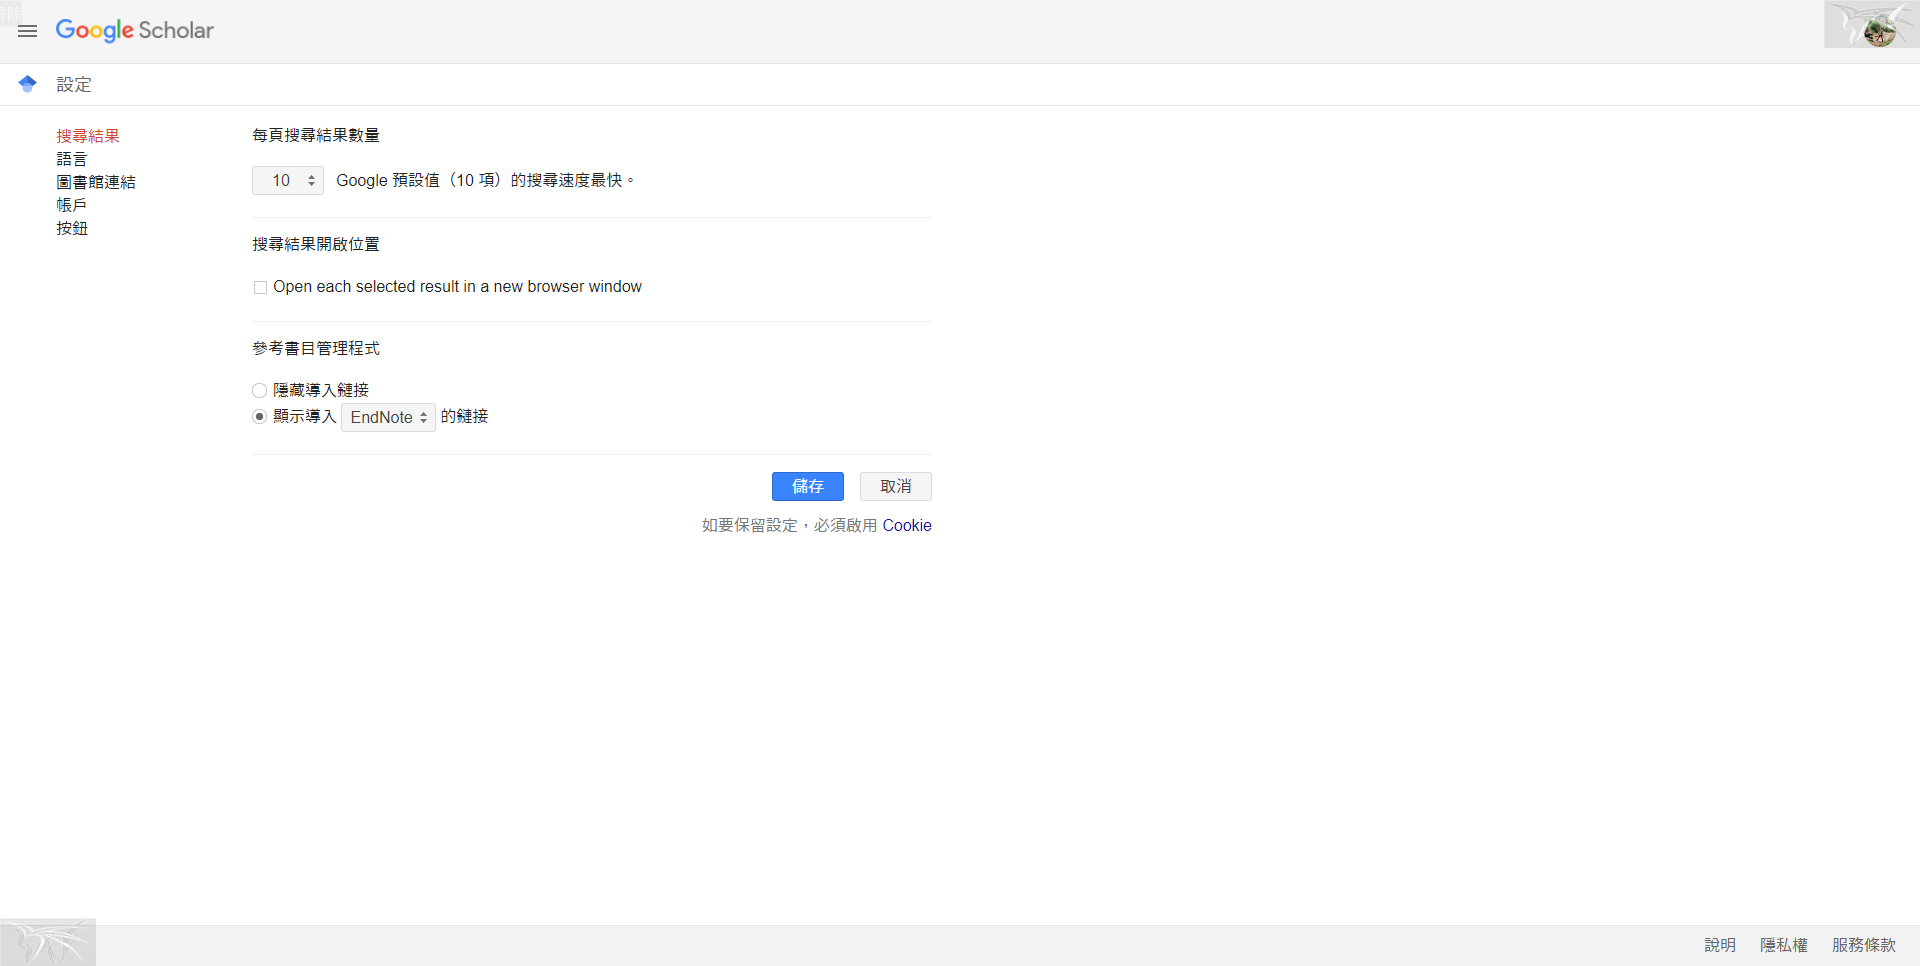 Google Scholar
設定
搜尋結果
語言
圖書館連結
帳戶
按鈕
每頁搜尋結果數量
10 Google 預設值（10 項）的搜尋速度最快。
搜尋結果開啟位置
Open each selected result in a new browser window
參考書目管理程式
隱藏導入鏈接
顯示導入 EndNote 的鏈接
儲存 取消
如要保留設定，必須啟用 Cookie
說明 隱私權 服務條款